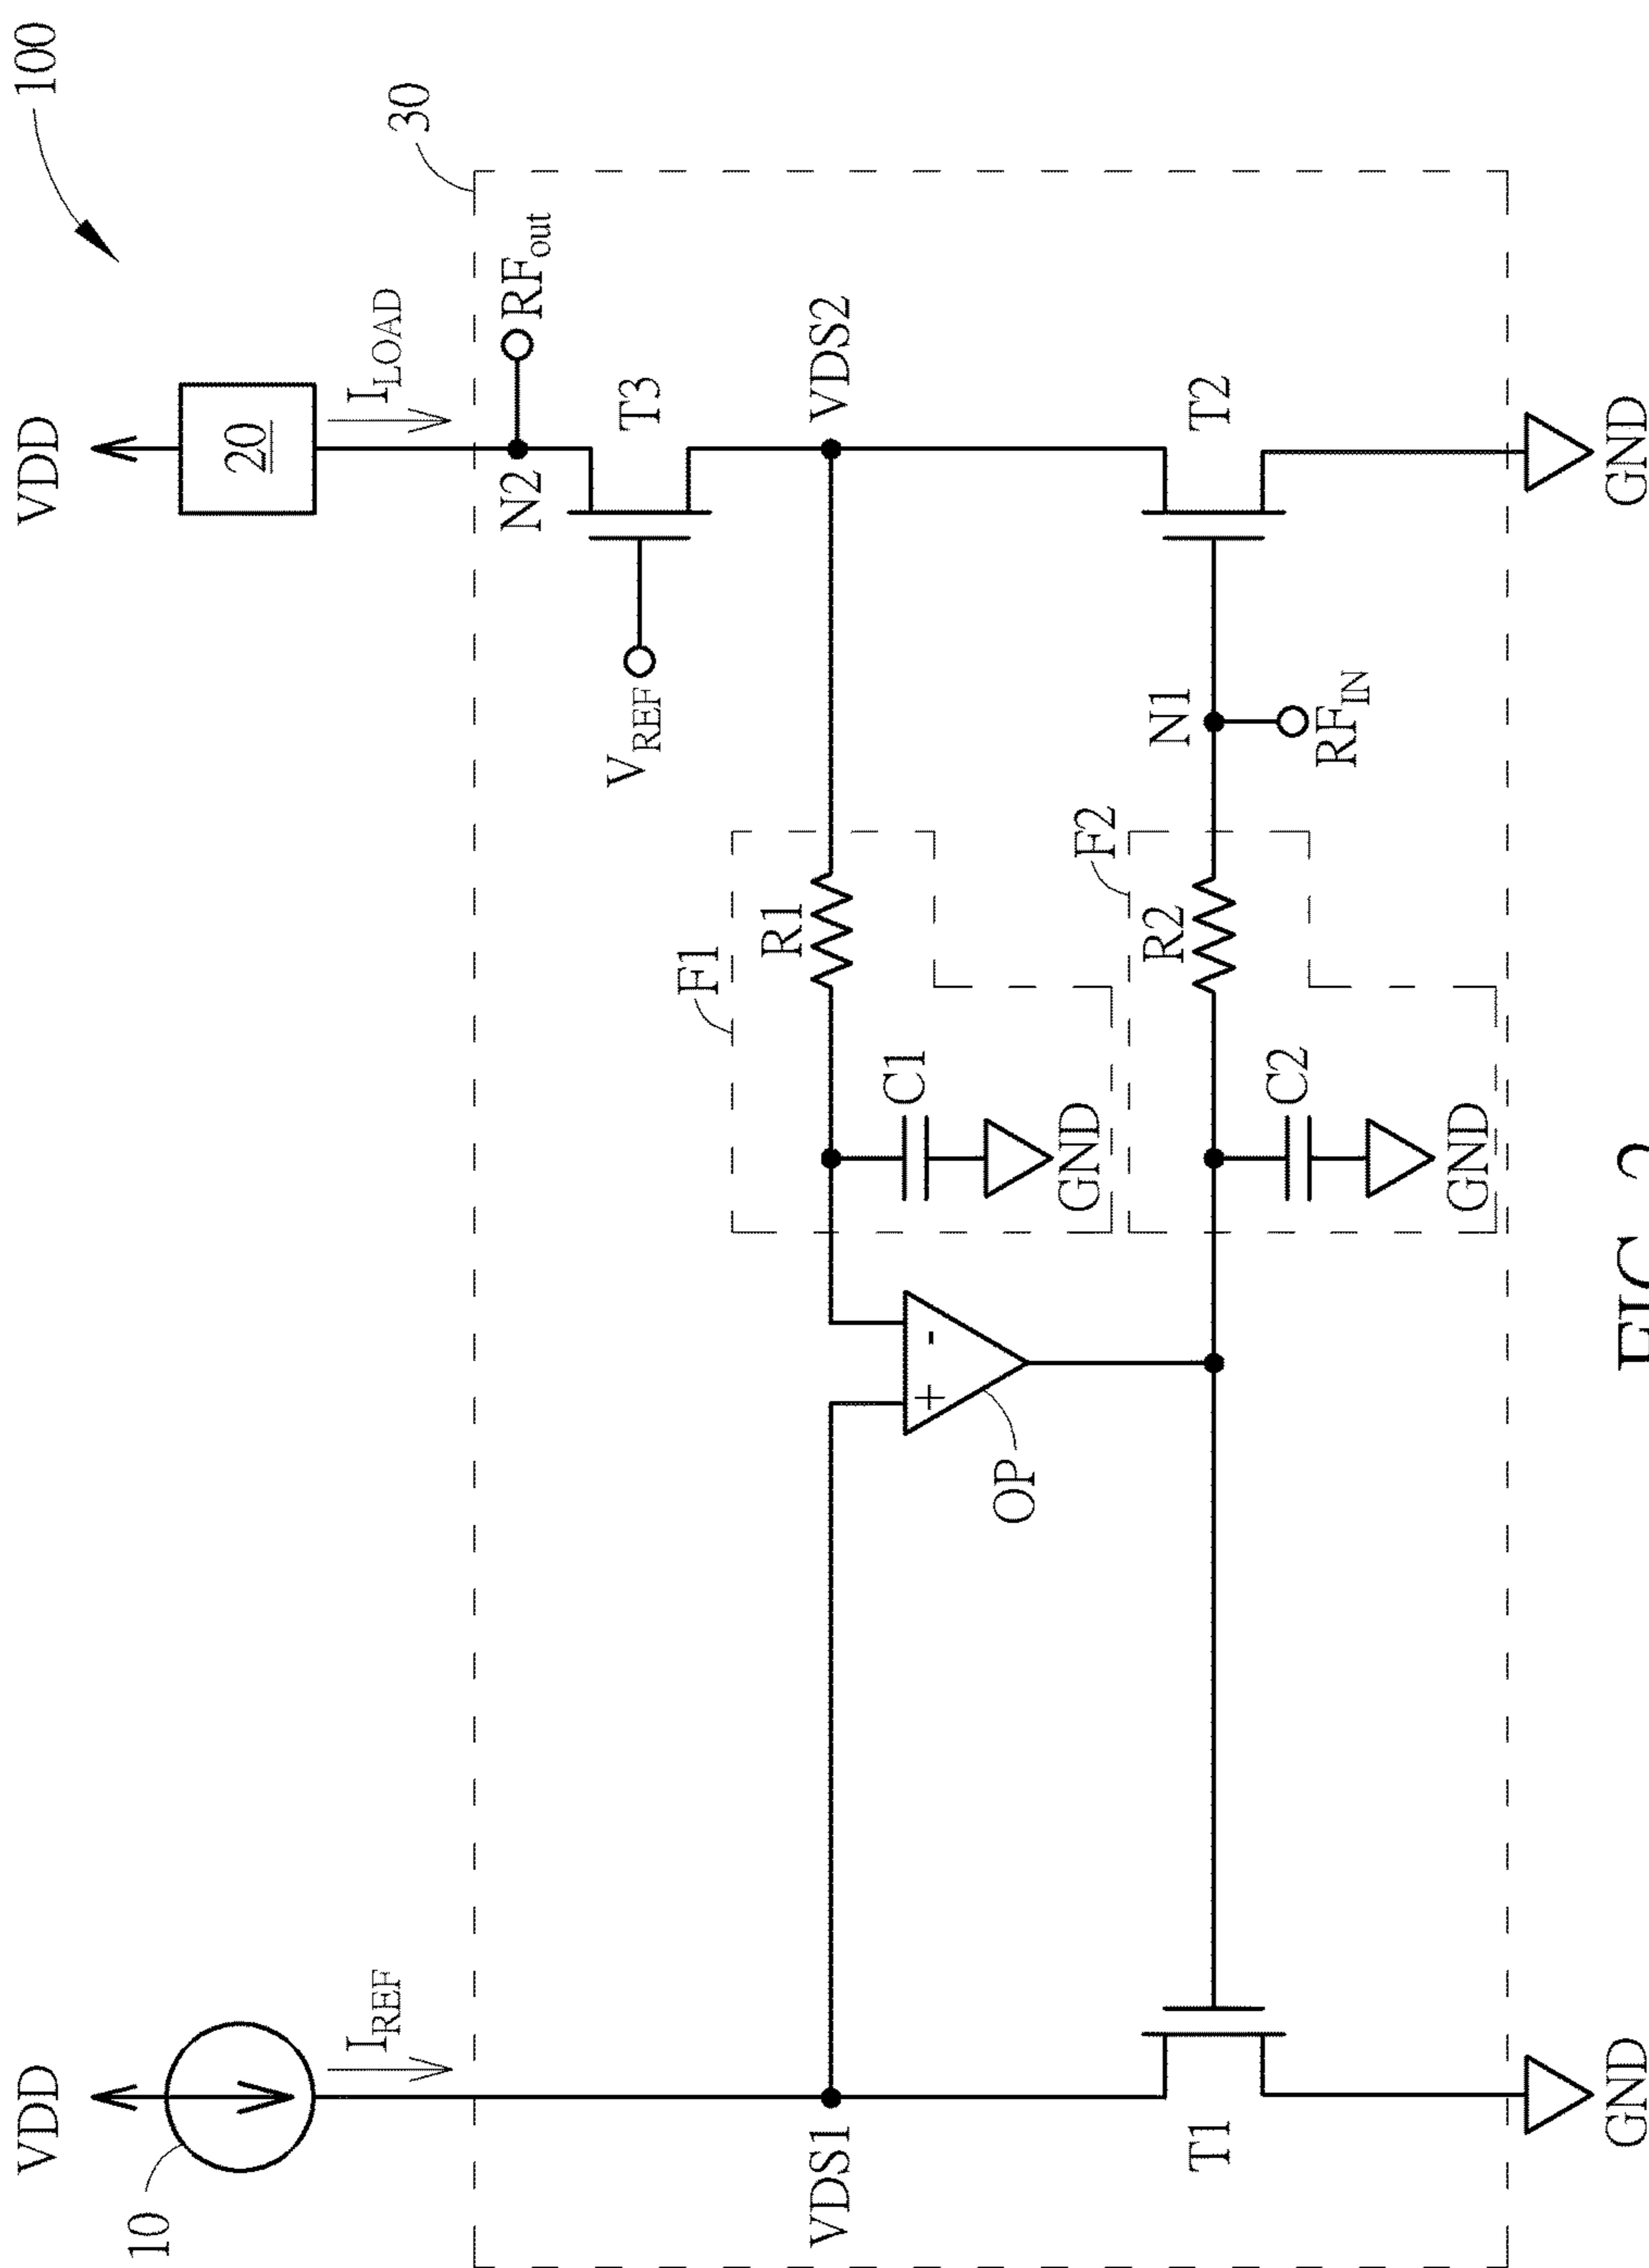 100
VDD
VDD
10
20
I_REF
I_LOAD
30
N2
RF_out
T3
V_REF
F1
R1
VDS1
VDS2
C1
+
-
OP
GND
F2
R2
N1
T1
T2
C2
RF_IN
GND
GND
GND
FIG